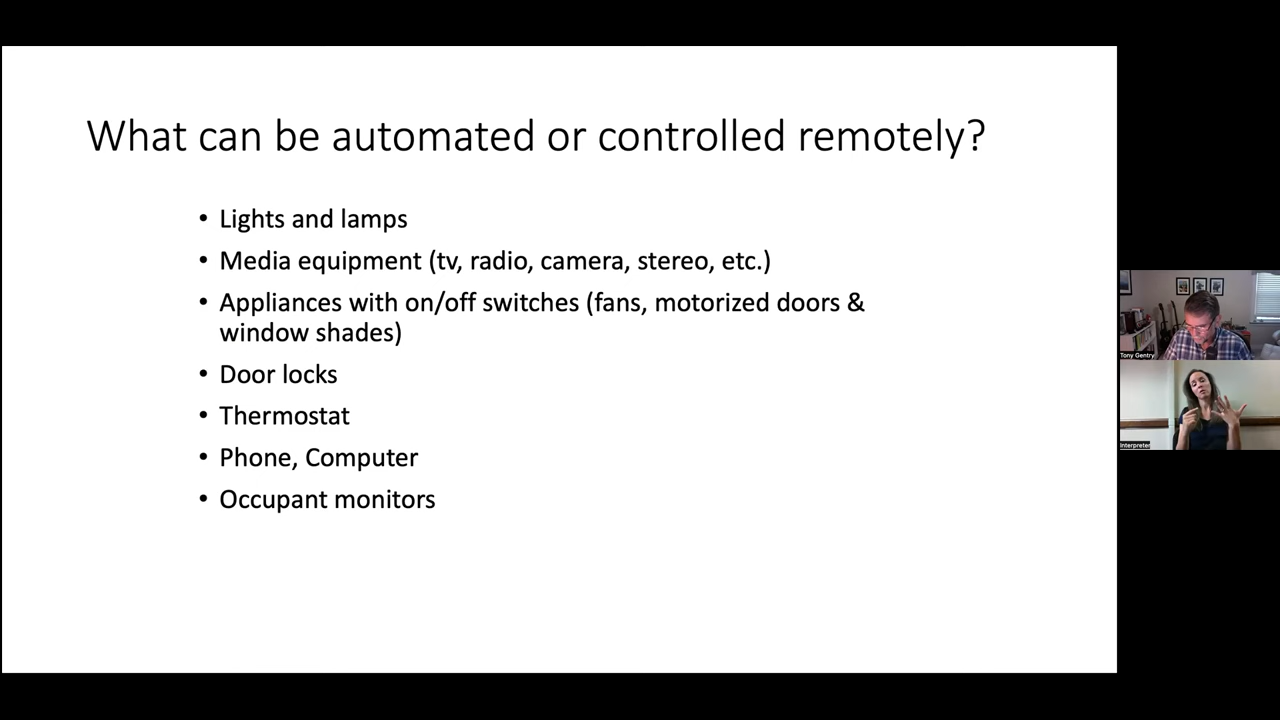 What can be automated or controlled remotely?
• Lights and lamps
• Media equipment (tv, radio, camera, stereo, etc.)
• Appliances with on/off switches (fans, motorized doors &
window shades)
• Door locks
• Thermostat
• Phone, Computer
• Occupant monitors
Tony Gentry
Interpreter